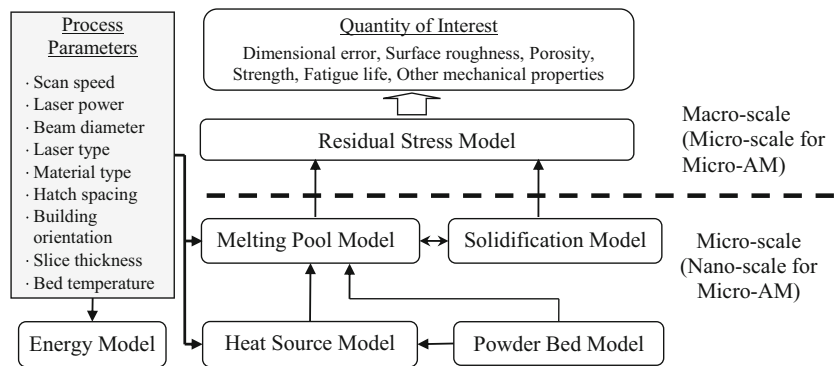 Process
Parameters
· Scan speed
· Laser power
· Beam diameter
· Laser type
· Material type
· Hatch spacing
· Building
orientation
· Slice thickness
· Bed temperature
Energy Model
Quantity of Interest
Dimensional error, Surface roughness, Porosity,
Strength, Fatigue life, Other mechanical properties
Residual Stress Model
Macro-scale
(Micro-scale for
Micro-AM)
Melting Pool Model
Solidification Model
Micro-scale
(Nano-scale for
Micro-AM)
Heat Source Model
Powder Bed Model